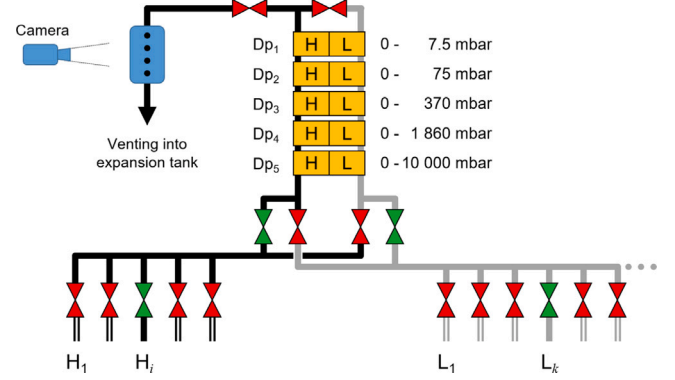 Camera
Dp1 H L 0 - 7.5 mbar
Dp2 H L 0 - 75 mbar
Dp3 H L 0 - 370 mbar
Dp4 H L 0 - 1 860 mbar
Dp5 H L 0 - 10 000 mbar
Venting into
expansion tank
H1 Hi L1 Lk